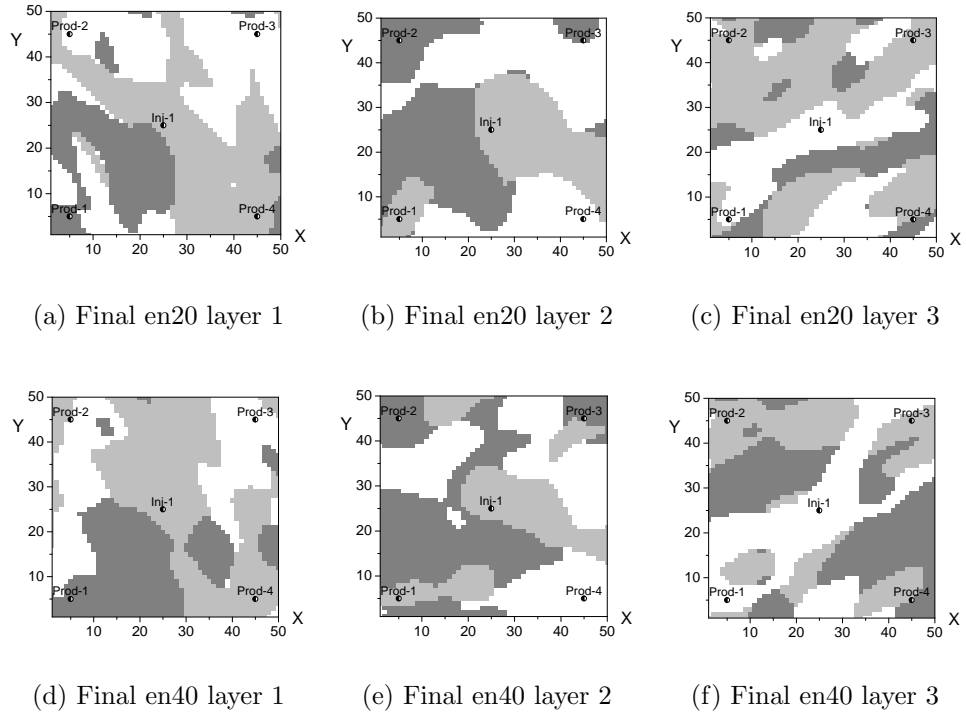 50
Prod-2
Prod-3
Y
40
30
Inj-1
20
10
Prod-1
Prod-4
X
10 20 30 40 50
50
Prod-2
Prod-3
Y
40
30
Inj-1
20
10
Prod-1
Prod-4
X
10 20 30 40 50
50
Prod-2
Prod-3
Y
40
30
Inj-1
20
10
Prod-1
Prod-4
X
10 20 30 40 50
(a) Final en20 layer 1
(b) Final en20 layer 2
(c) Final en20 layer 3
50
Prod-2
Prod-3
Y
40
30
Inj-1
20
10
Prod-1
Prod-4
X
10 20 30 40 50
50
Prod-2
Prod-3
Y
40
30
Inj-1
20
10
Prod-1
Prod-4
X
10 20 30 40 50
50
Prod-2
Prod-3
Y
40
30
Inj-1
20
10
Prod-1
Prod-4
X
10 20 30 40 50
(d) Final en40 layer 1
(e) Final en40 layer 2
(f) Final en40 layer 3